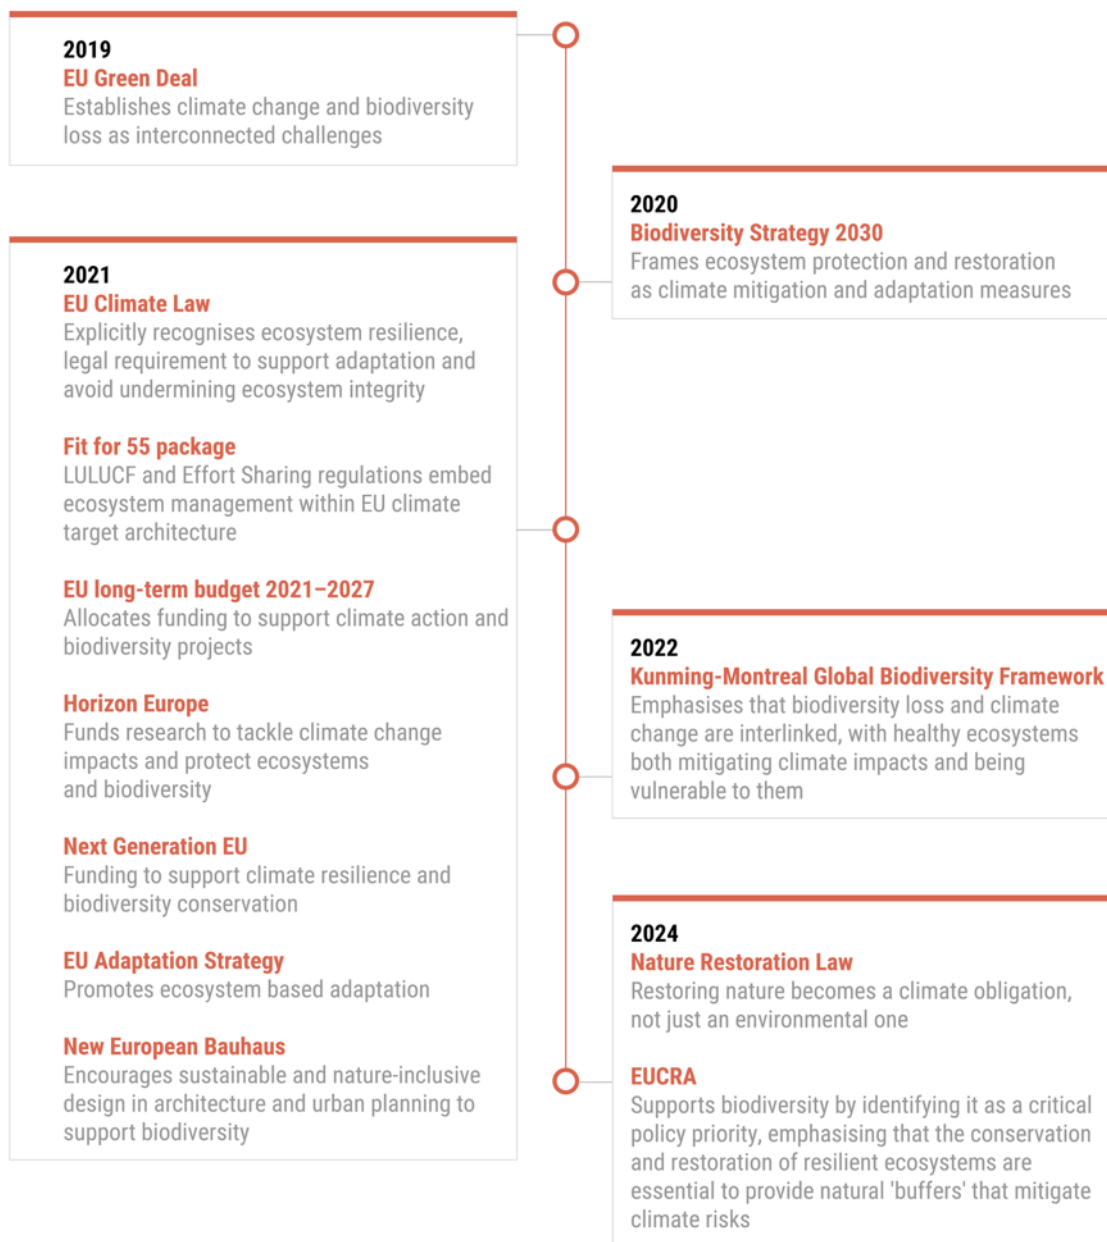 2019
EU Green Deal
Establishes climate change and biodiversity
loss as interconnected challenges
2020
Biodiversity Strategy 2030
Frames ecosystem protection and restoration
as climate mitigation and adaptation measures
2021
EU Climate Law
Explicitly recognises ecosystem resilience,
legal requirement to support adaptation and
avoid undermining ecosystem integrity
Fit for 55 package
LULUCF and Effort Sharing regulations embed
ecosystem management within EU climate
target architecture
EU long-term budget 2021–2027
Allocates funding to support climate action and
biodiversity projects
Horizon Europe
Funds research to tackle climate change
impacts and protect ecosystems
and biodiversity
Next Generation EU
Funding to support climate resilience and
biodiversity conservation
EU Adaptation Strategy
Promotes ecosystem based adaptation
New European Bauhaus
Encourages sustainable and nature-inclusive
design in architecture and urban planning to
support biodiversity
2022
Kunming-Montreal Global Biodiversity Framework
Emphasises that biodiversity loss and climate
change are interlinked, with healthy ecosystems
both mitigating climate impacts and being
vulnerable to them
2024
Nature Restoration Law
Restoring nature becomes a climate obligation,
not just an environmental one
EUCRA
Supports biodiversity by identifying it as a critical
policy priority, emphasising that the conservation
and restoration of resilient ecosystems are
essential to provide natural 'buffers' that mitigate
climate risks